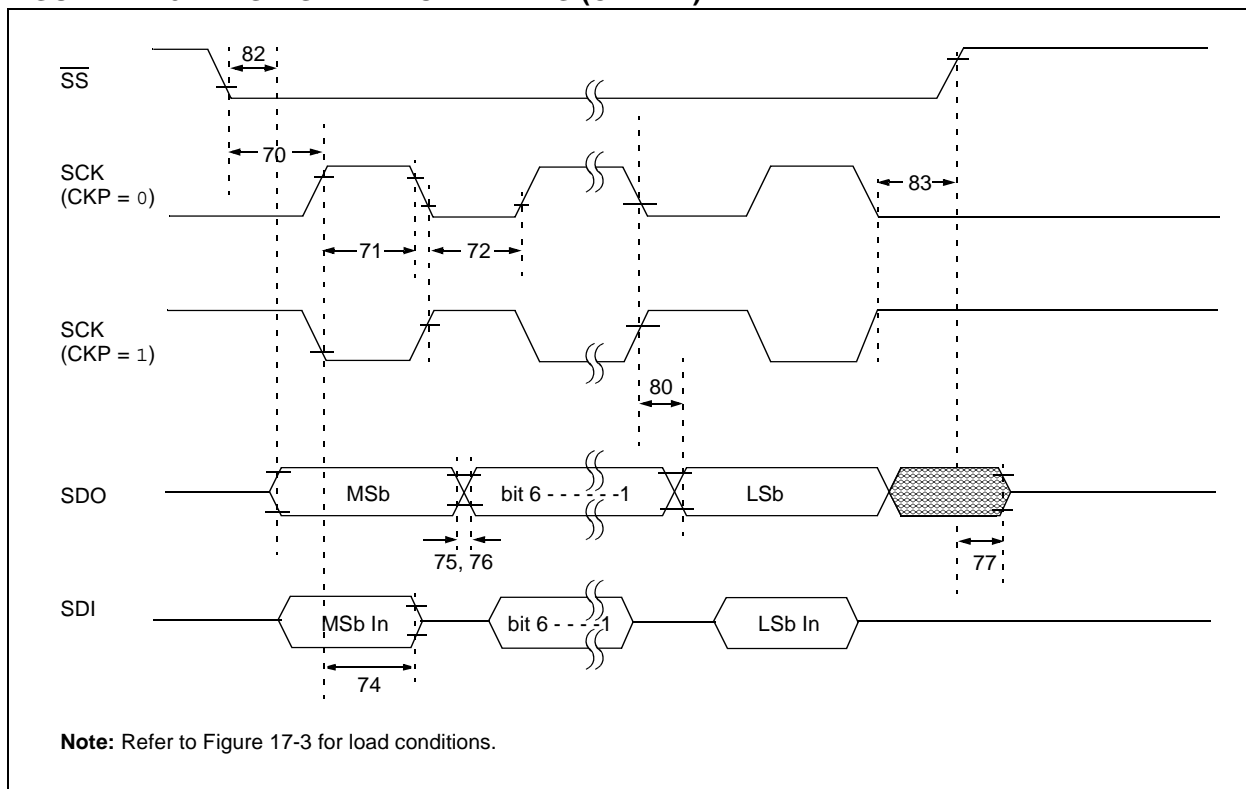 82
SS
70
SCK
(CKP = 0)
83
71
72
SCK
(CKP = 1)
80
SDO
MSb
bit 6 - - - - - -1
LSb
75, 76
77
SDI
MSb In
bit 6 - - - -1
LSb In
74
Note: Refer to Figure 17-3 for load conditions.